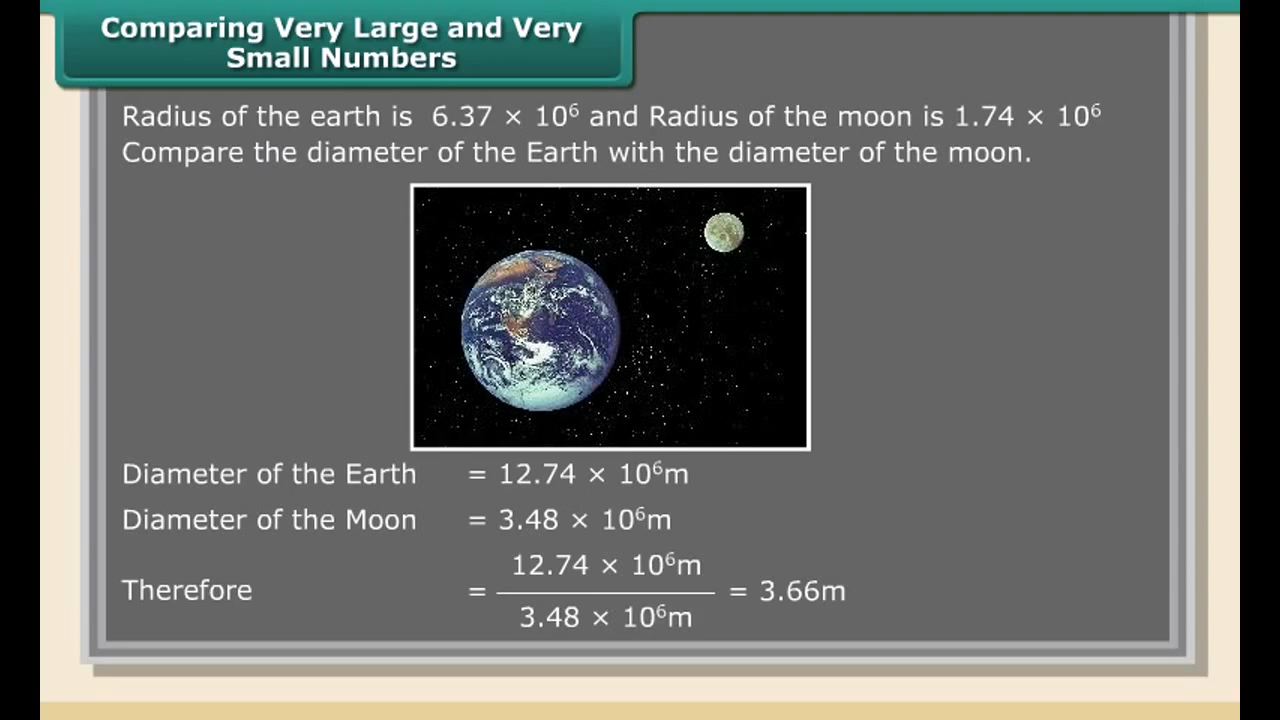 Comparing Very Large and Very
Small Numbers
Radius of the earth is 6.37 × 10⁶ and Radius of the moon is 1.74 × 10⁶
Compare the diameter of the Earth with the diameter of the moon.
Diameter of the Earth = 12.74 × 10⁶m
Diameter of the Moon = 3.48 × 10⁶m
12.74 × 10⁶m
Therefore = = 3.66m
3.48 × 10⁶m